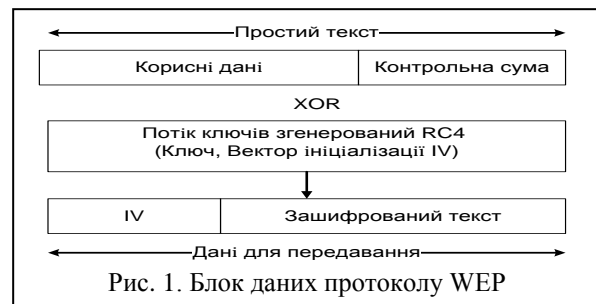 Простий текст
Корисні дані Контрольна сума
XOR
Потік ключів згенерований RC4
(Ключ, Вектор ініціалізації IV)
IV Зашифрований текст
Дані для передавання
Рис. 1. Блок даних протоколу WEP